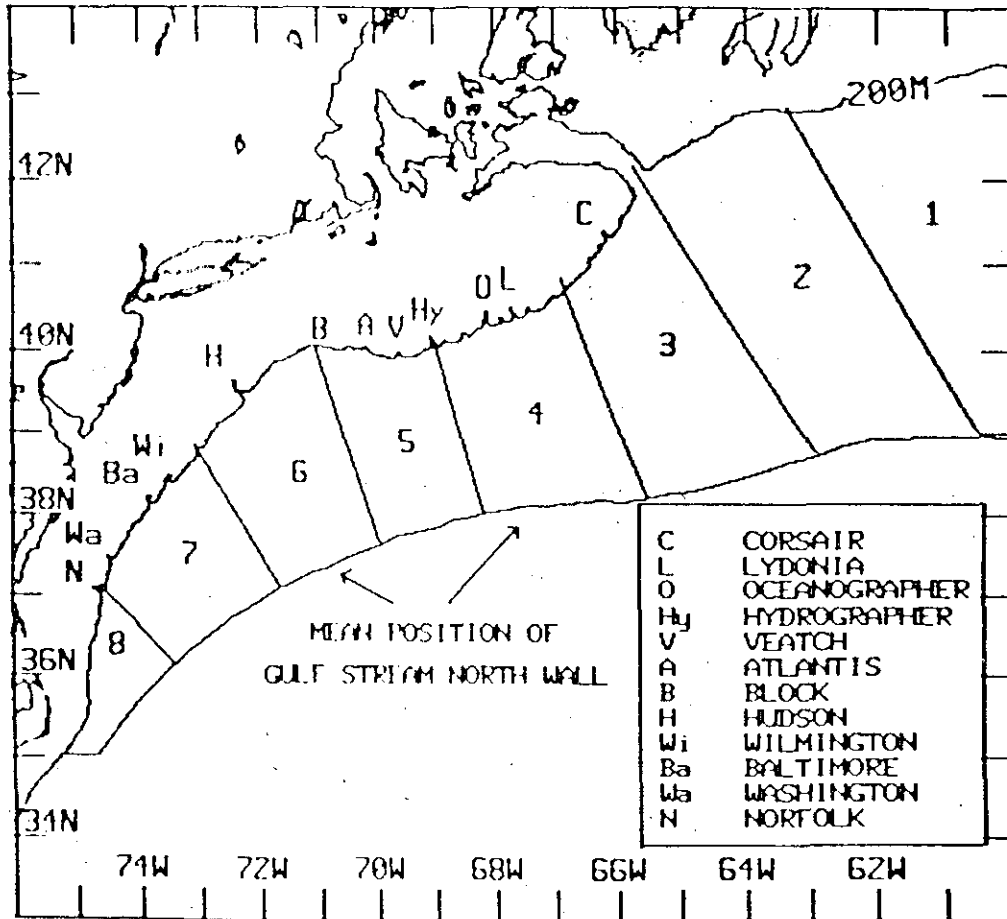 200M
42N
C
1
2
O L
Hy
40N
B A V
H
3
4
5
Wi
6
Ba
38N
Wa
7
N
8
36N
34N
MEAN POSITION OF
GULF STREAM NORTH WALL
C CORSAIR
L LYDONIA
O OCEANOGRAPHER
Hy HYDROGRAPHER
V VEATCH
A ATLANTIS
B BLOCK
H HUDSON
Wi WILMINGTON
Ba BALTIMORE
Wa WASHINGTON
N NORFOLK
74W 72W 70W 68W 66W 64W 62W